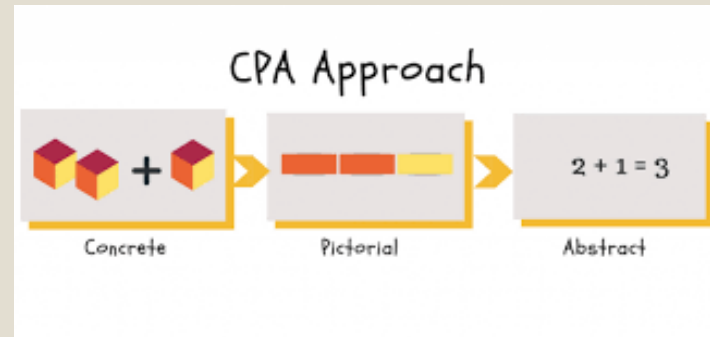 CPA Approach
+
2 + 1 = 3
Concrete
Pictorial
Abstract